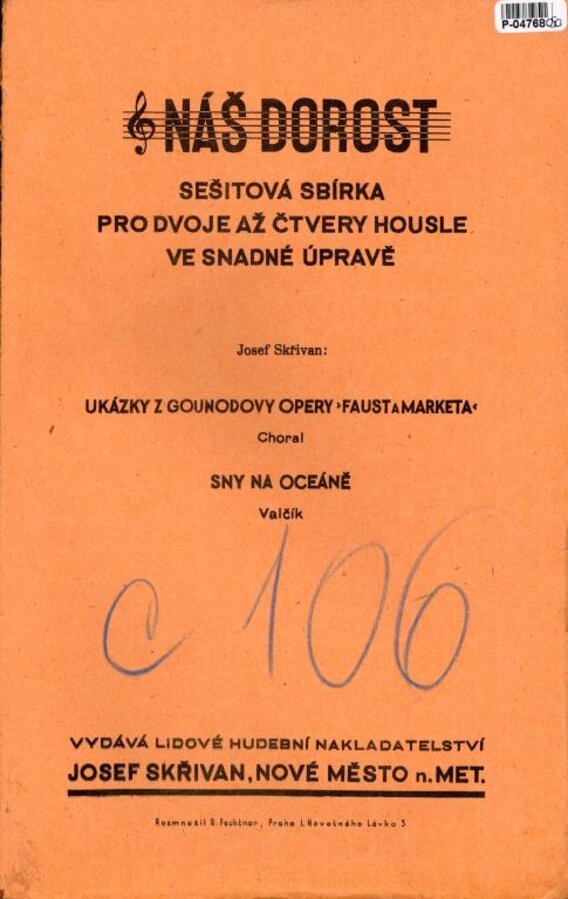 P-04768
NÁŠ DOROST
SEŠITOVÁ SBÍRKA
PRO DVOJE AŽ ČTVERY HOUSLE
VE SNADNÉ ÚPRAVĚ
Josef Skřivan:
UKÁZKY Z GOUNODOVY OPERY ›FAUST A MARKETA‹
Choral
SNY NA OCEÁNĚ
Valčík
C 106
VYDÁVÁ LIDOVÉ HUDEBNÍ NAKLADATELSTVÍ
JOSEF SKŘIVAN, NOVÉ MĚSTO n. MET.
Rozmnožil Praha I. Novotného Lávka 5